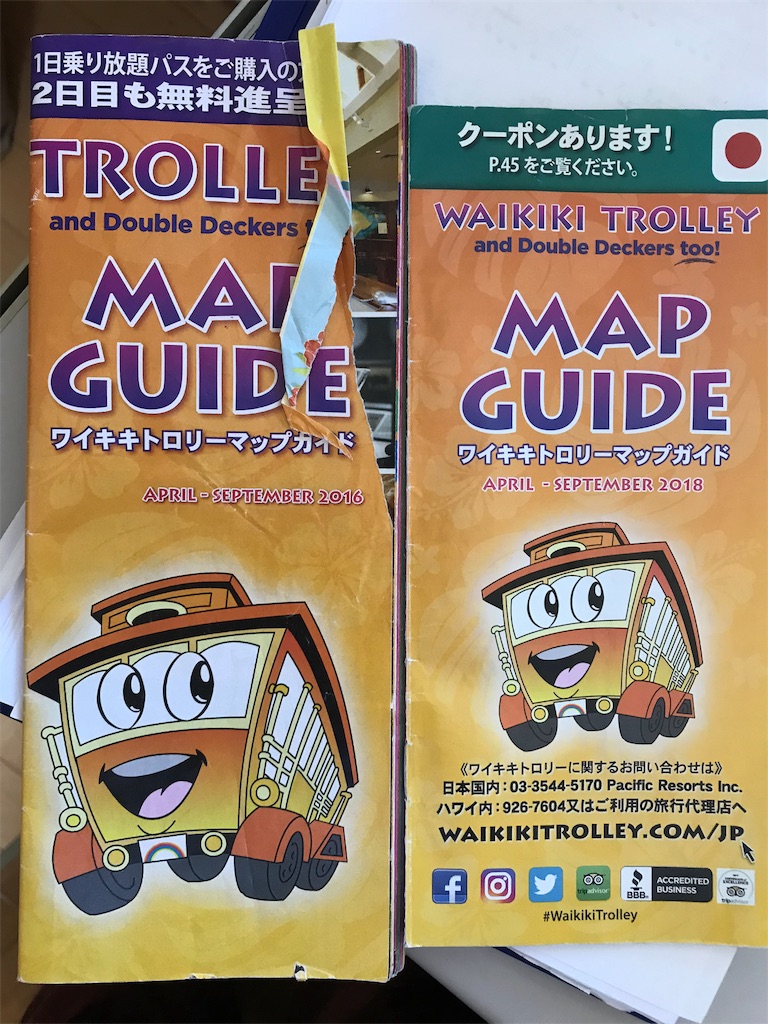 1日乗り放題パスをご購入の
2日目も無料進呈
TROLLE
and Double Deckers
MAP
GUIDE
ワイキキトロリーマップガイド
APRIL - SEPTEMBER 2016
クーポンあります!
P.45 をご覧ください。
WAIKIKI TROLLEY
and Double Deckers too!
MAP
GUIDE
ワイキキトロリーマップガイド
APRIL - SEPTEMBER 2018
《ワイキキトロリーに関するお問い合わせは》
日本国内:03-3544-5170 Pacific Resorts Inc.
ハワイ内:926-7604又はご利用の旅行代理店へ
WAIKIKITROLLEY.COM/JP
tripadvisor
BBB
ACCREDITED
BUSINESS
tripadvisor
#WaikikiTrolley